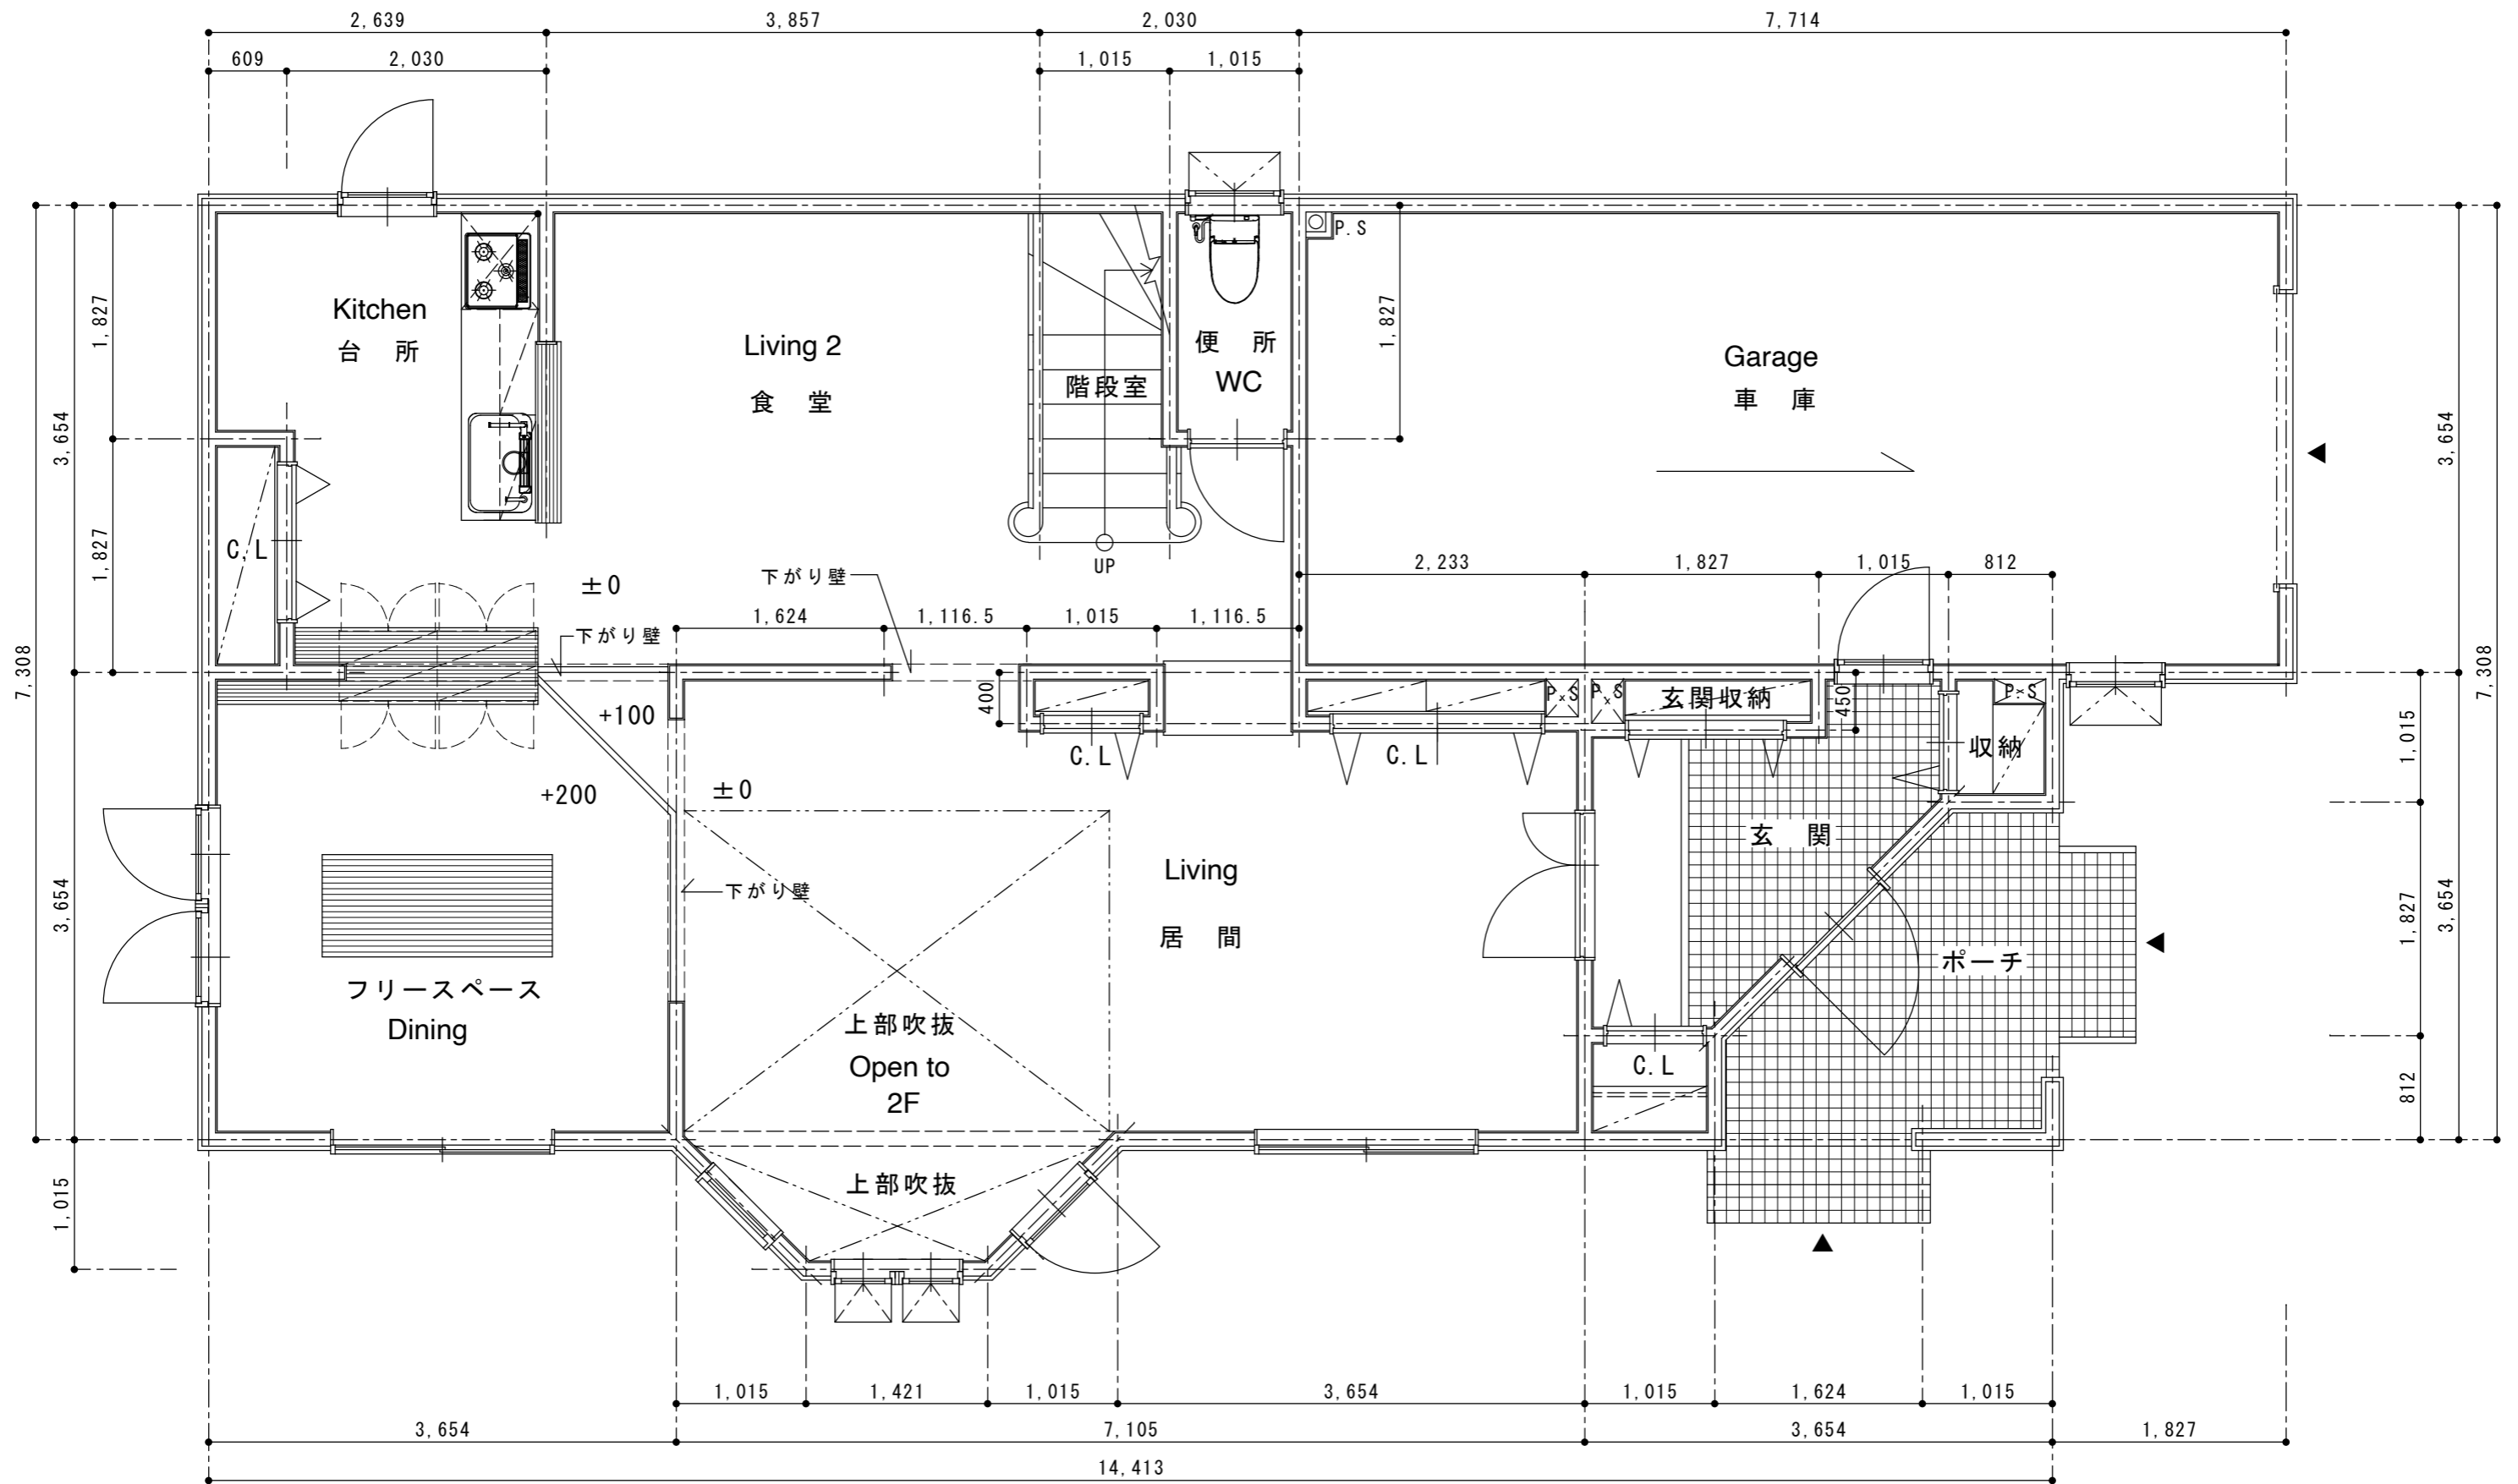 2,639
3,857
2,030
7,714
609
2,030
1,015
1,015
P.S
Kitchen
台 所
Living 2
食 堂
階段室
便 所
WC
Garage
車 庫
1,827
1,827
3,654
3,654
1,827
C.L
UP
±0
下がり壁
2,233
1,827
1,015
812
1,624
1,116.5
1,015
1,116.5
下がり壁
7,308
7,308
400
P.S
P.S
玄関収納
450
P.S
+100
C.L
C.L
収納
1,015
+200
±0
玄 関
Living
居 間
下がり壁
3,654
1,827
3,654
ポーチ
フリースペース
Dining
上部吹抜
Open to
2F
C.L
812
1,015
上部吹抜
1,015
1,421
1,015
3,654
1,015
1,624
1,015
3,654
7,105
3,654
1,827
14,413